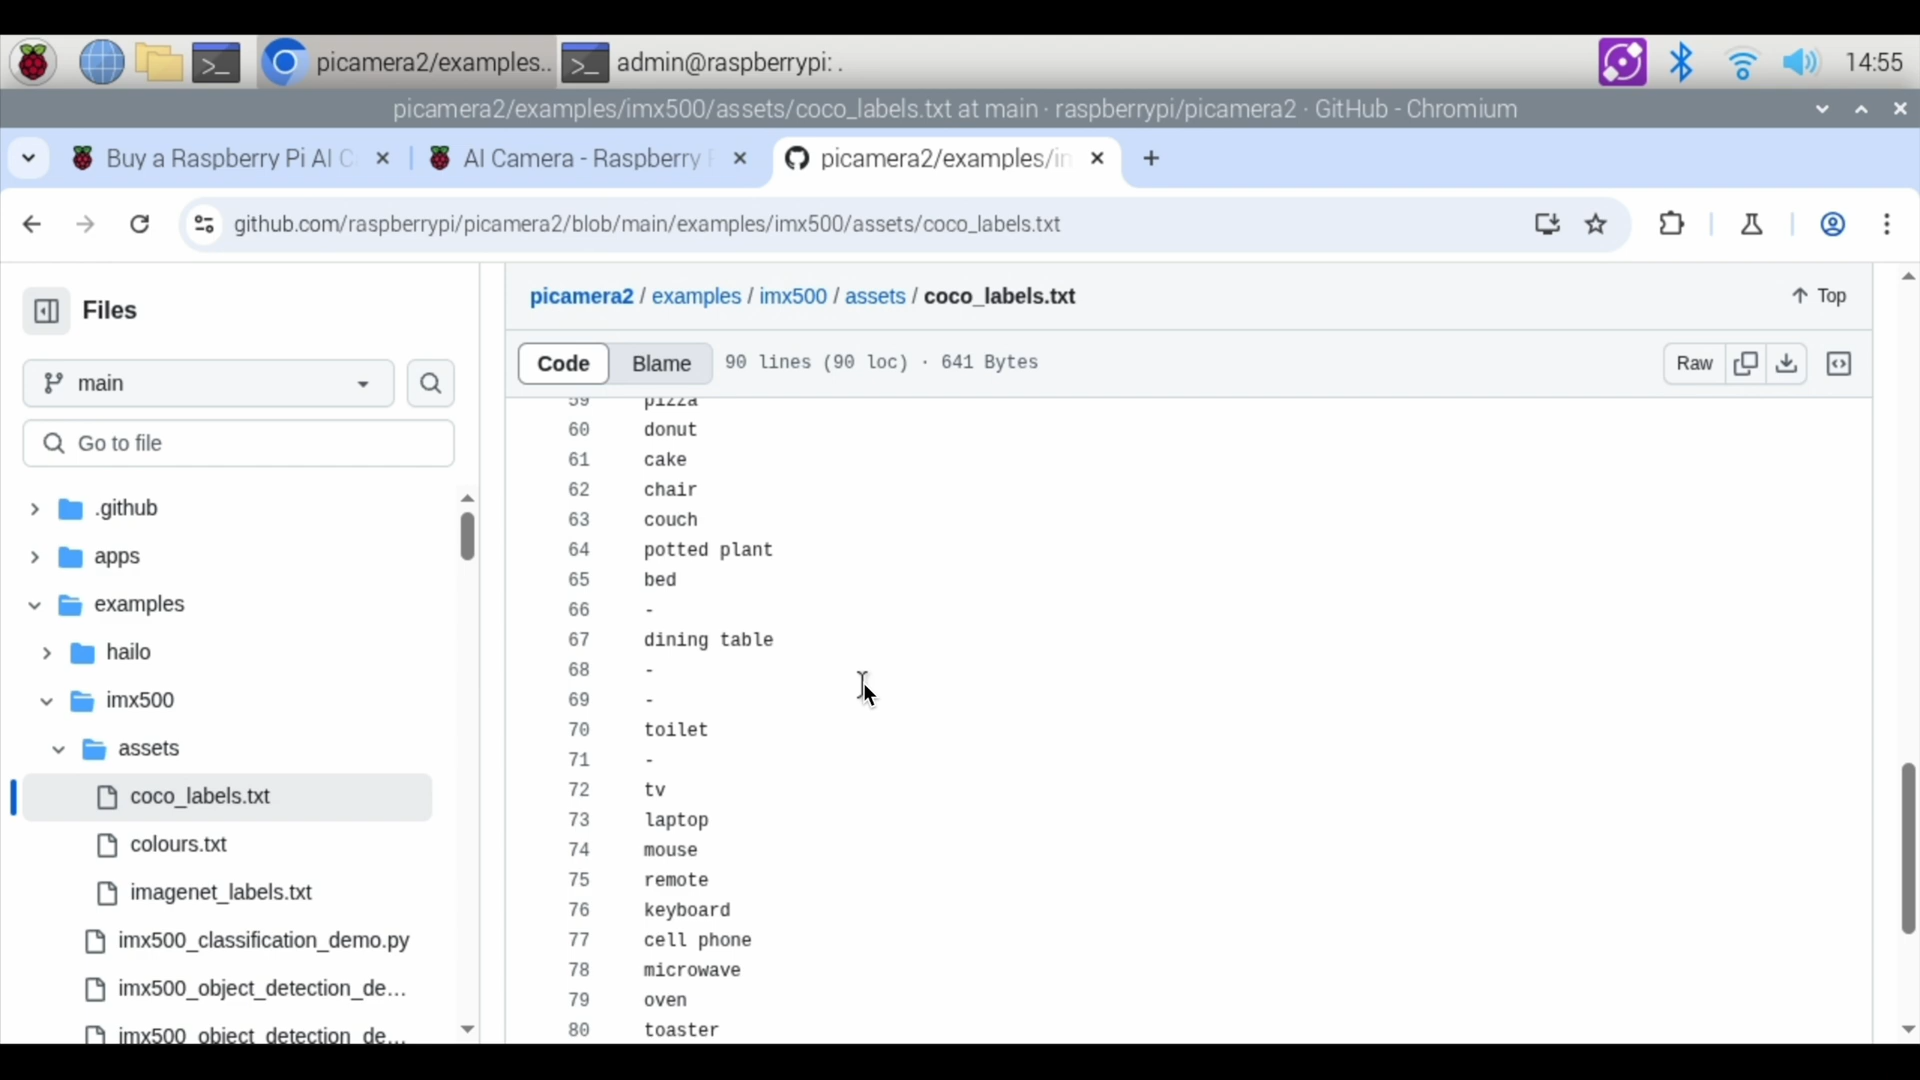 picamera2/examples..
admin@raspberrypi: .
14:55
picamera2/examples/imx500/assets/coco_labels.txt at main · raspberrypi/picamera2 · GitHub - Chromium
Buy a Raspberry Pi AI C
AI Camera - Raspberry
picamera2/examples/in
github.com/raspberrypi/picamera2/blob/main/examples/imx500/assets/coco_labels.txt
Files
main
Go to file
.github
apps
examples
hailo
imx500
assets
coco_labels.txt
colours.txt
imagenet_labels.txt
imx500_classification_demo.py
imx500_object_detection_de...
imx500_object_detection_de...
picamera2 / examples / imx500 / assets / coco_labels.txt
Top
Code Blame 90 lines (90 loc) · 641 Bytes
Raw
59 pizza
60 donut
61 cake
62 chair
63 couch
64 potted plant
65 bed
66 -
67 dining table
68 -
69 -
70 toilet
71 -
72 tv
73 laptop
74 mouse
75 remote
76 keyboard
77 cell phone
78 microwave
79 oven
80 toaster